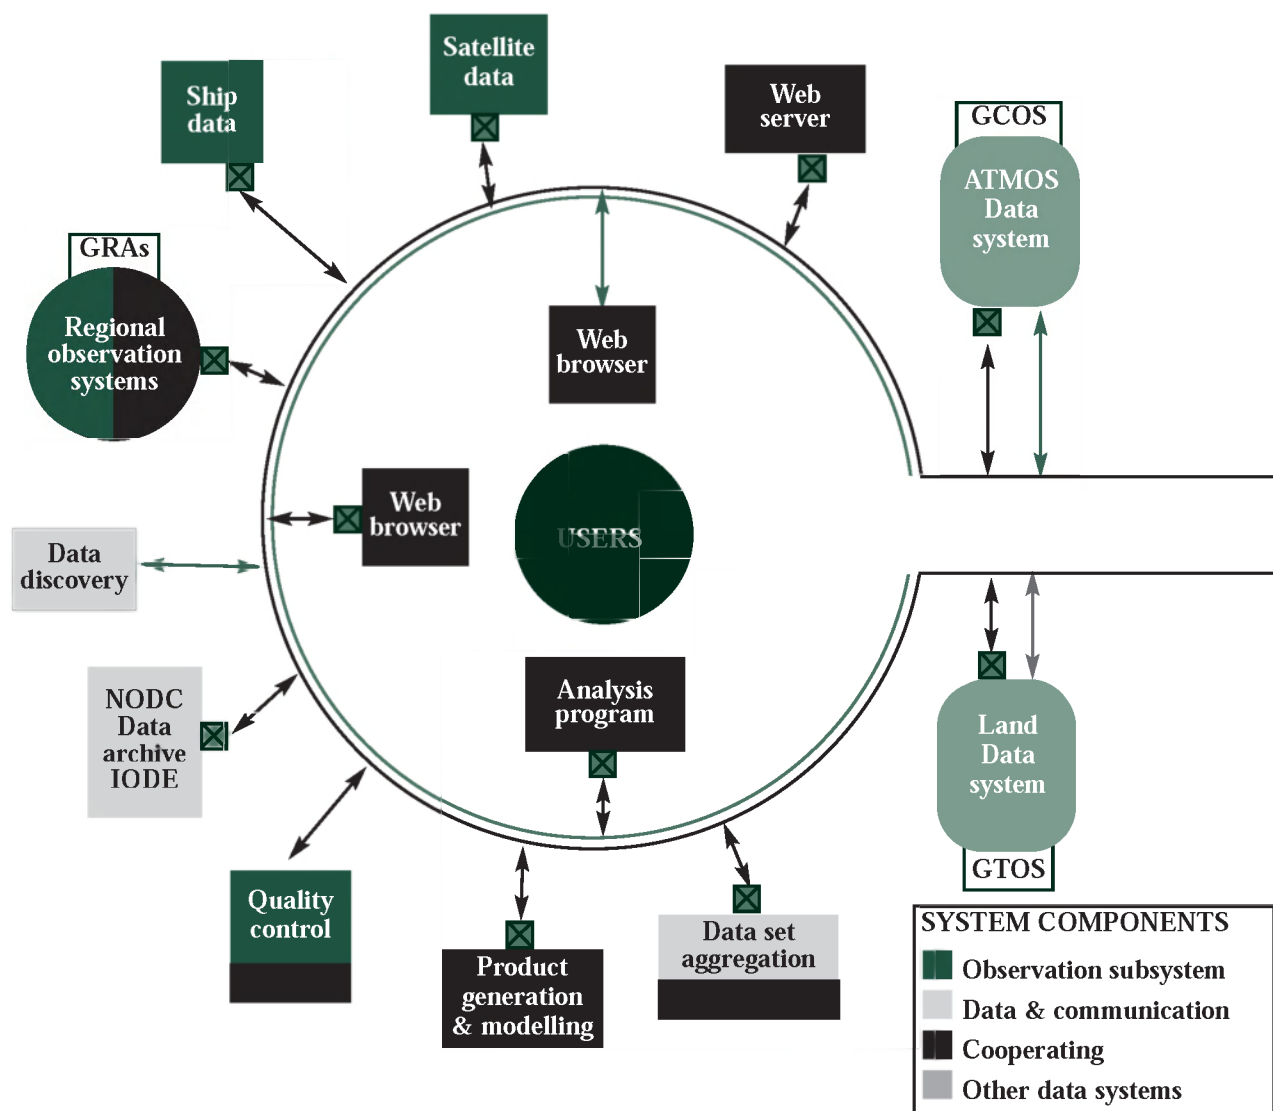 Satellite
data
Ship
data
Web
server
GCOS
ATMOS
Data
system
GRAs
Regional
observation
systems
Web
browser
Web
browser
USERS
Data
discovery
NODC
Data
archive
IODE
Analysis
program
Land
Data
system
GTOS
Quality
control
Product
generation
& modelling
Data set
aggregation
SYSTEM COMPONENTS
Observation subsystem
Data & communication
Cooperating
Other data systems